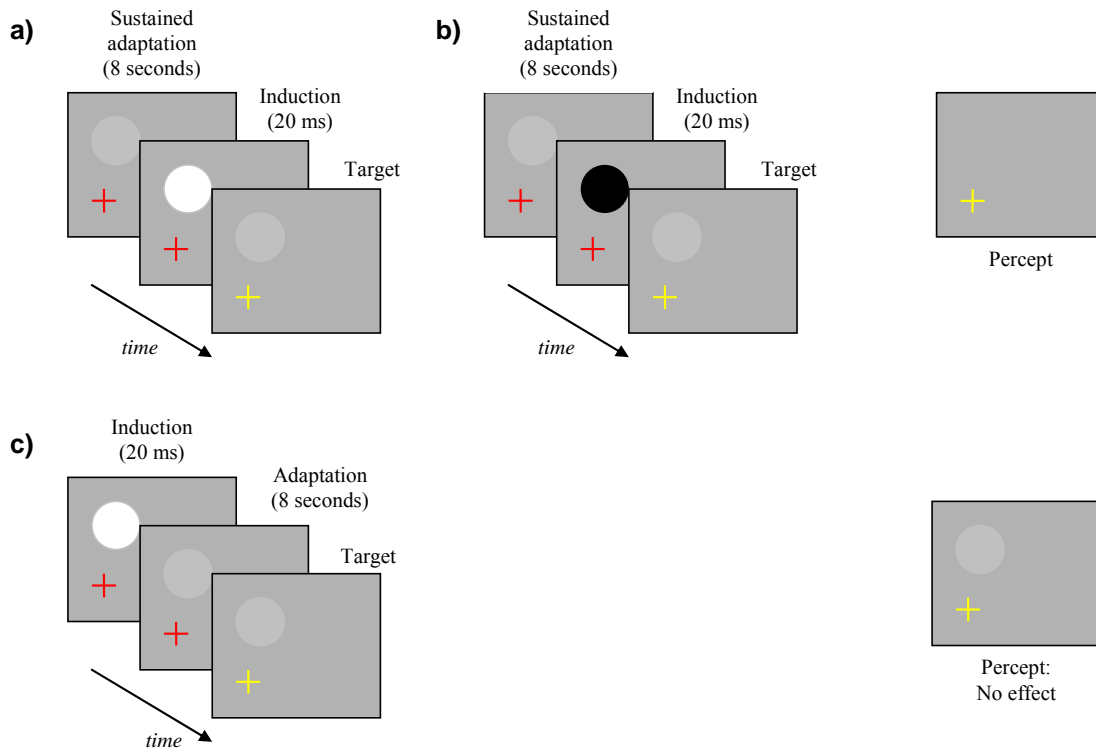 a)
Sustained
adaptation
(8 seconds)
Induction
(20 ms)
Target
time
b)
Sustained
adaptation
(8 seconds)
Induction
(20 ms)
Target
time
Percept
c)
Induction
(20 ms)
Adaptation
(8 seconds)
Target
time
Percept:
No effect